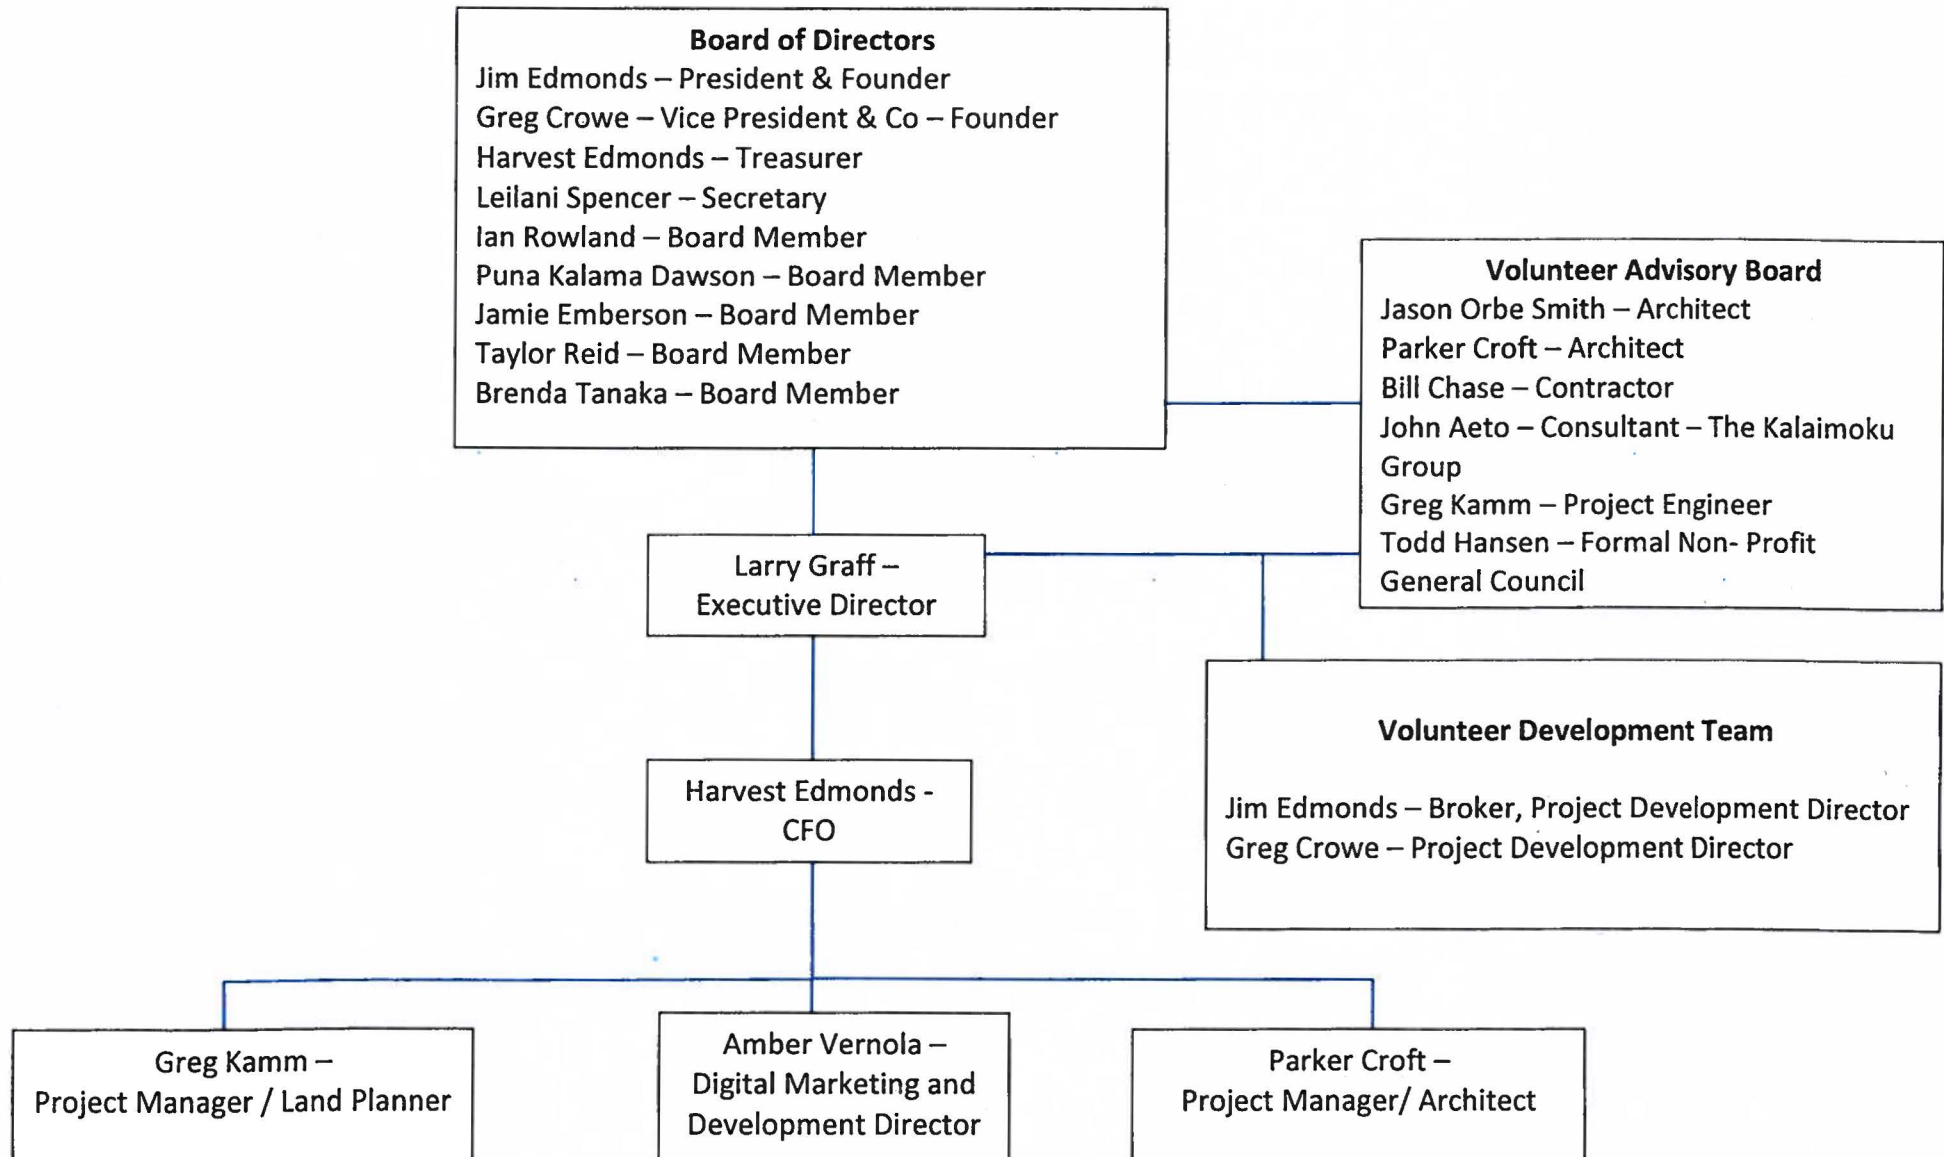 Board of Directors
Jim Edmonds – President & Founder
Greg Crowe – Vice President & Co – Founder
Harvest Edmonds – Treasurer
Leilani Spencer – Secretary
Ian Rowland – Board Member
Puna Kalama Dawson – Board Member
Jamie Emberson – Board Member
Taylor Reid – Board Member
Brenda Tanaka – Board Member
Volunteer Advisory Board
Jason Orbe Smith – Architect
Parker Croft – Architect
Bill Chase – Contractor
John Aeto – Consultant – The Kalaimoku
Group
Greg Kamm – Project Engineer
Todd Hansen – Formal Non- Profit
General Council
Larry Graff –
Executive Director
Volunteer Development Team
Jim Edmonds – Broker, Project Development Director
Greg Crowe – Project Development Director
Harvest Edmonds -
CFO
Greg Kamm –
Project Manager / Land Planner
Amber Vernola –
Digital Marketing and
Development Director
Parker Croft –
Project Manager/ Architect